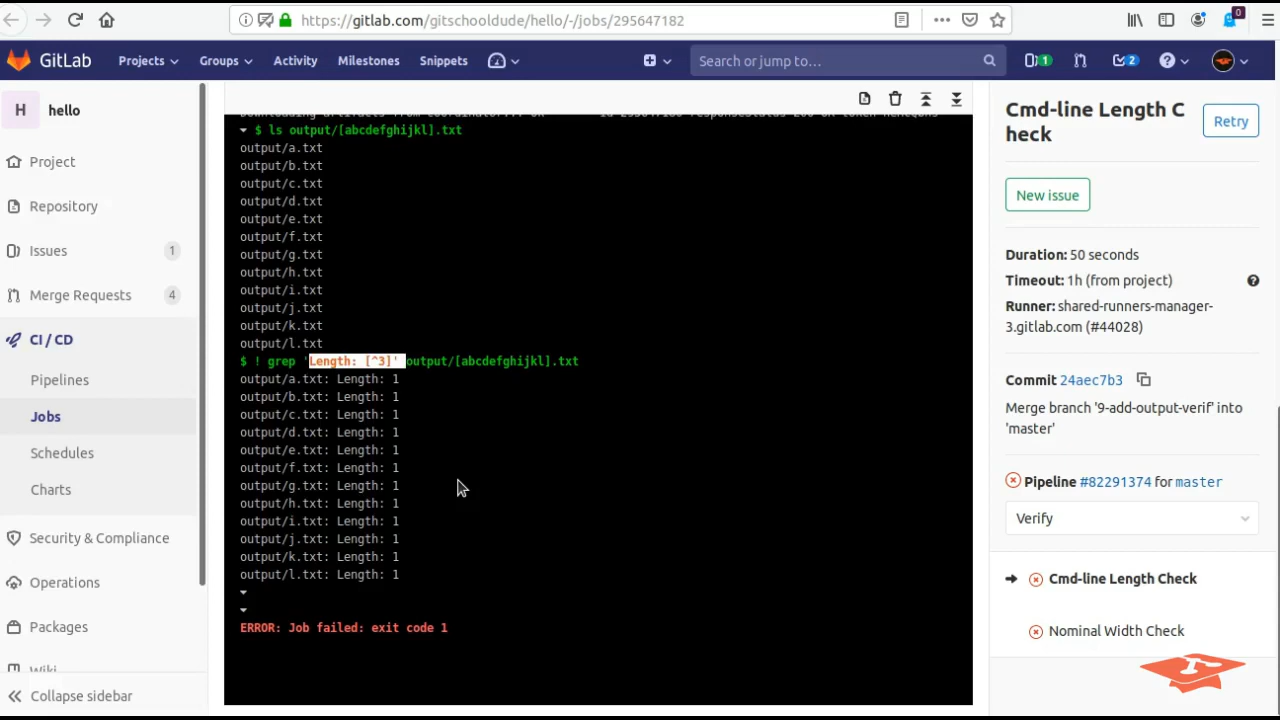 https://gitlab.com/gitschooldude/hello/-/jobs/295647182
0
GitLab
Projects
Groups
Activity
Milestones
Snippets
Search or jump to…
1
2
H
hello
Project
Repository
Issues
1
Merge Requests
4
CI / CD
Pipelines
Jobs
Schedules
Charts
Security & Compliance
Operations
Packages
Wiki
Collapse sidebar
$ ls output/[abcdefghijkl].txt
output/a.txt
output/b.txt
output/c.txt
output/d.txt
output/e.txt
output/f.txt
output/g.txt
output/h.txt
output/i.txt
output/j.txt
output/k.txt
output/l.txt
$ ! grep 'Length: [^3]' output/[abcdefghijkl].txt
output/a.txt: Length: 1
output/b.txt: Length: 1
output/c.txt: Length: 1
output/d.txt: Length: 1
output/e.txt: Length: 1
output/f.txt: Length: 1
output/g.txt: Length: 1
output/h.txt: Length: 1
output/i.txt: Length: 1
output/j.txt: Length: 1
output/k.txt: Length: 1
output/l.txt: Length: 1
ERROR: Job failed: exit code 1
Cmd-line Length C
heck
Retry
New issue
Duration: 50 seconds
Timeout: 1h (from project)
Runner: shared-runners-manager-
3.gitlab.com (#44028)
Commit 24aec7b3
Merge branch '9-add-output-verif' into
'master'
Pipeline #82291374 for master
Verify
Cmd-line Length Check
Nominal Width Check